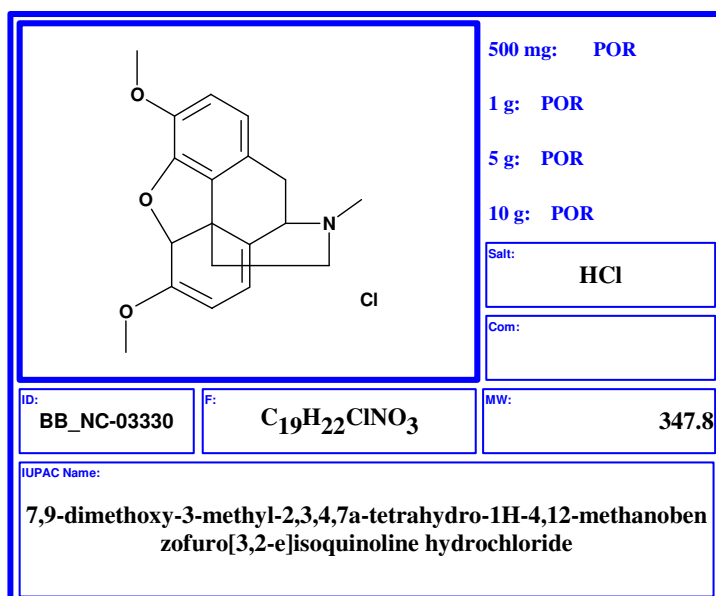 500 mg: POR
1 g: POR
5 g: POR
10 g: POR
O
O
N
O
Cl
Salt:
HCl
Com:
ID:
BB_NC-03330
F:
C19H22ClNO3
MW:
347.8
IUPAC Name:
7,9-dimethoxy-3-methyl-2,3,4,7a-tetrahydro-1H-4,12-methanoben
zofuro[3,2-e]isoquinoline hydrochloride